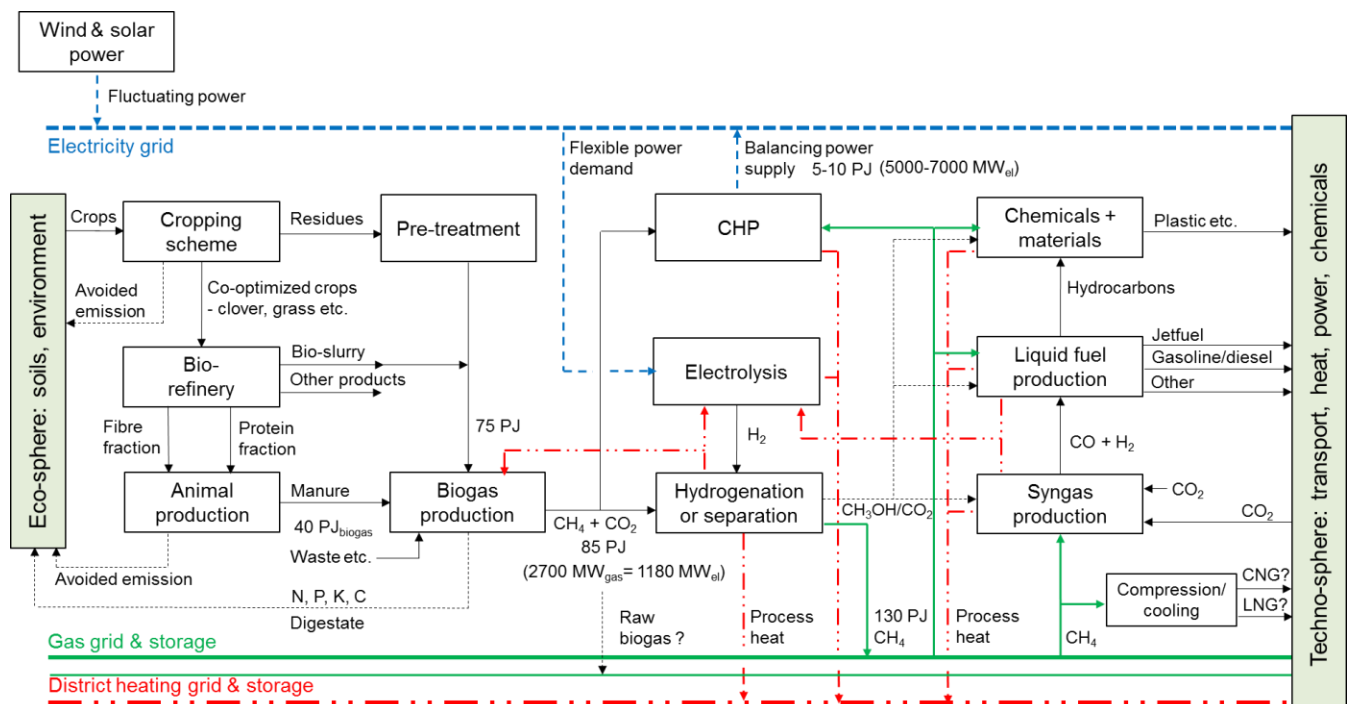 Wind & solar
power
Fluctuating power
Electricity grid
Flexible power
demand
Balancing power
supply 5-10 PJ (5000-7000 MWel)
Eco-sphere: soils, environment
Crops
Cropping
scheme
Residues
Pre-treatment
CHP
Chemicals +
materials
Plastic etc.
Avoided
emission
Co-optimized crops
- clover, grass etc.
Hydrocarbons
Bio-
refinery
Bio-slurry
Other products
Electrolysis
Liquid fuel
production
Jetfuel
Gasoline/diesel
Other
Fibre
fraction
Protein
fraction
75 PJ
H2
CO + H2
Animal
production
Manure
40 PJbiogas
Waste etc.
Biogas
production
CH4 + CO2
85 PJ
(2700 MWgas= 1180 MWel)
Hydrogenation
or separation
CH3OH/CO2
Syngas
production
CO2
CO2
Avoided emission
N, P, K, C
Digestate
Raw
biogas ?
Process
heat
130 PJ
CH4
Process
heat
CH4
Compression/
cooling
CNG?
LNG?
Gas grid & storage
District heating grid & storage
Techno-sphere: transport, heat, power, chemicals